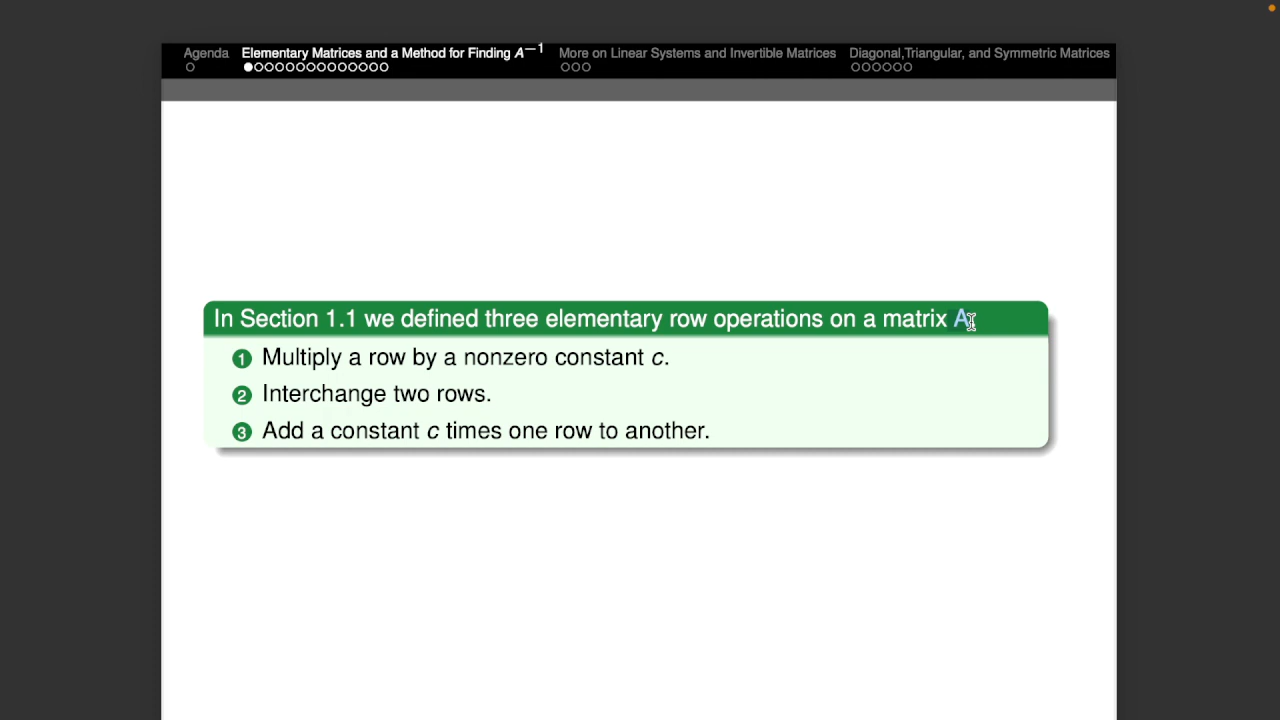 Agenda
Elementary Matrices and a Method for Finding A⁻¹
More on Linear Systems and Invertible Matrices
Diagonal,Triangular, and Symmetric Matrices
In Section 1.1 we defined three elementary row operations on a matrix A
1 Multiply a row by a nonzero constant c.
2 Interchange two rows.
3 Add a constant c times one row to another.